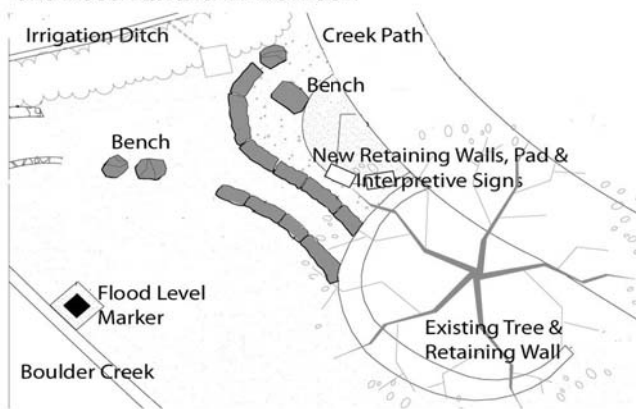 Irrigation Ditch
Creek Path
Bench
Bench
New Retaining Walls, Pad &
Interpretive Signs
Flood Level
Marker
Existing Tree &
Retaining Wall
Boulder Creek